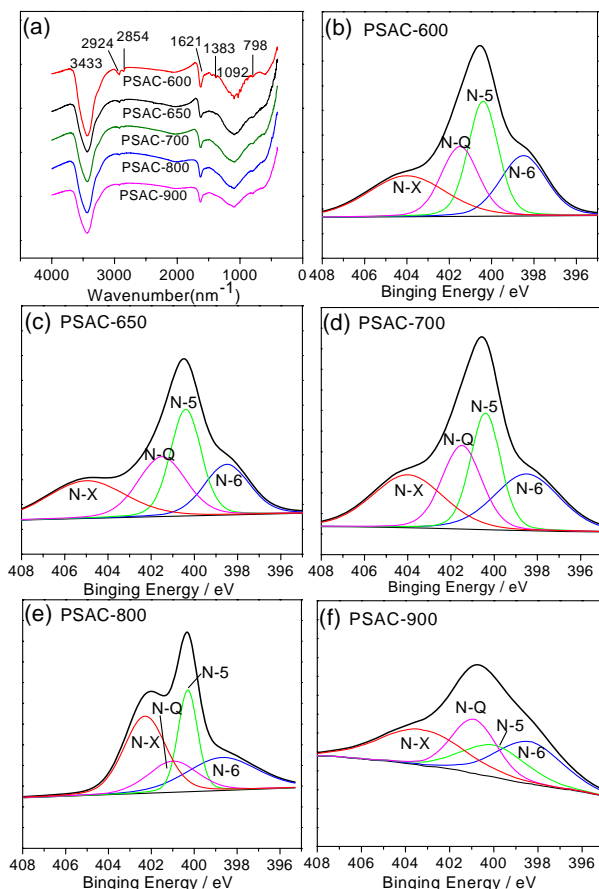 (a)
2924
2854
3433
1621
1383
1092
798
PSAC-600
PSAC-650
PSAC-700
PSAC-800
PSAC-900
4000 3000 2000 1000 0
Wavenumber(nm⁻¹)
(b) PSAC-600
N-X
N-Q
N-5
N-6
408 406 404 402 400 398 396
Binging Energy / eV
(c) PSAC-650
N-X
N-Q
N-5
N-6
408 406 404 402 400 398 396
Binging Energy / eV
(d) PSAC-700
N-X
N-Q
N-5
N-6
408 406 404 402 400 398 396
Binging Energy / eV
(e) PSAC-800
N-X
N-Q
N-5
N-6
408 406 404 402 400 398 396
Binging Energy / eV
(f) PSAC-900
N-X
N-Q
N-5
N-6
408 406 404 402 400 398 396
Binging Energy / eV